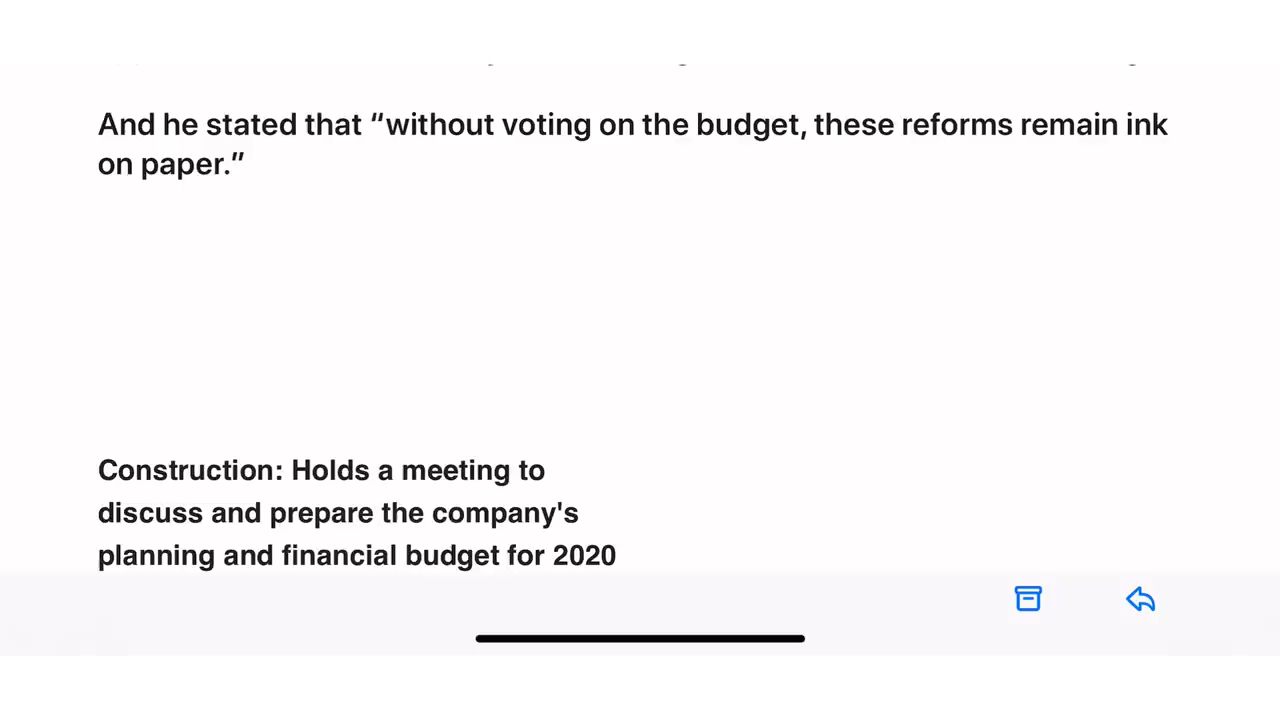 And he stated that “without voting on the budget, these reforms remain ink
on paper.”
Construction: Holds a meeting to
discuss and prepare the company's
planning and financial budget for 2020